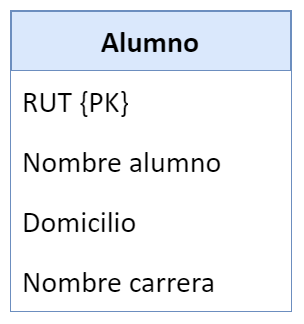 Alumno
RUT {PK}
Nombre alumno
Domicilio
Nombre carrera